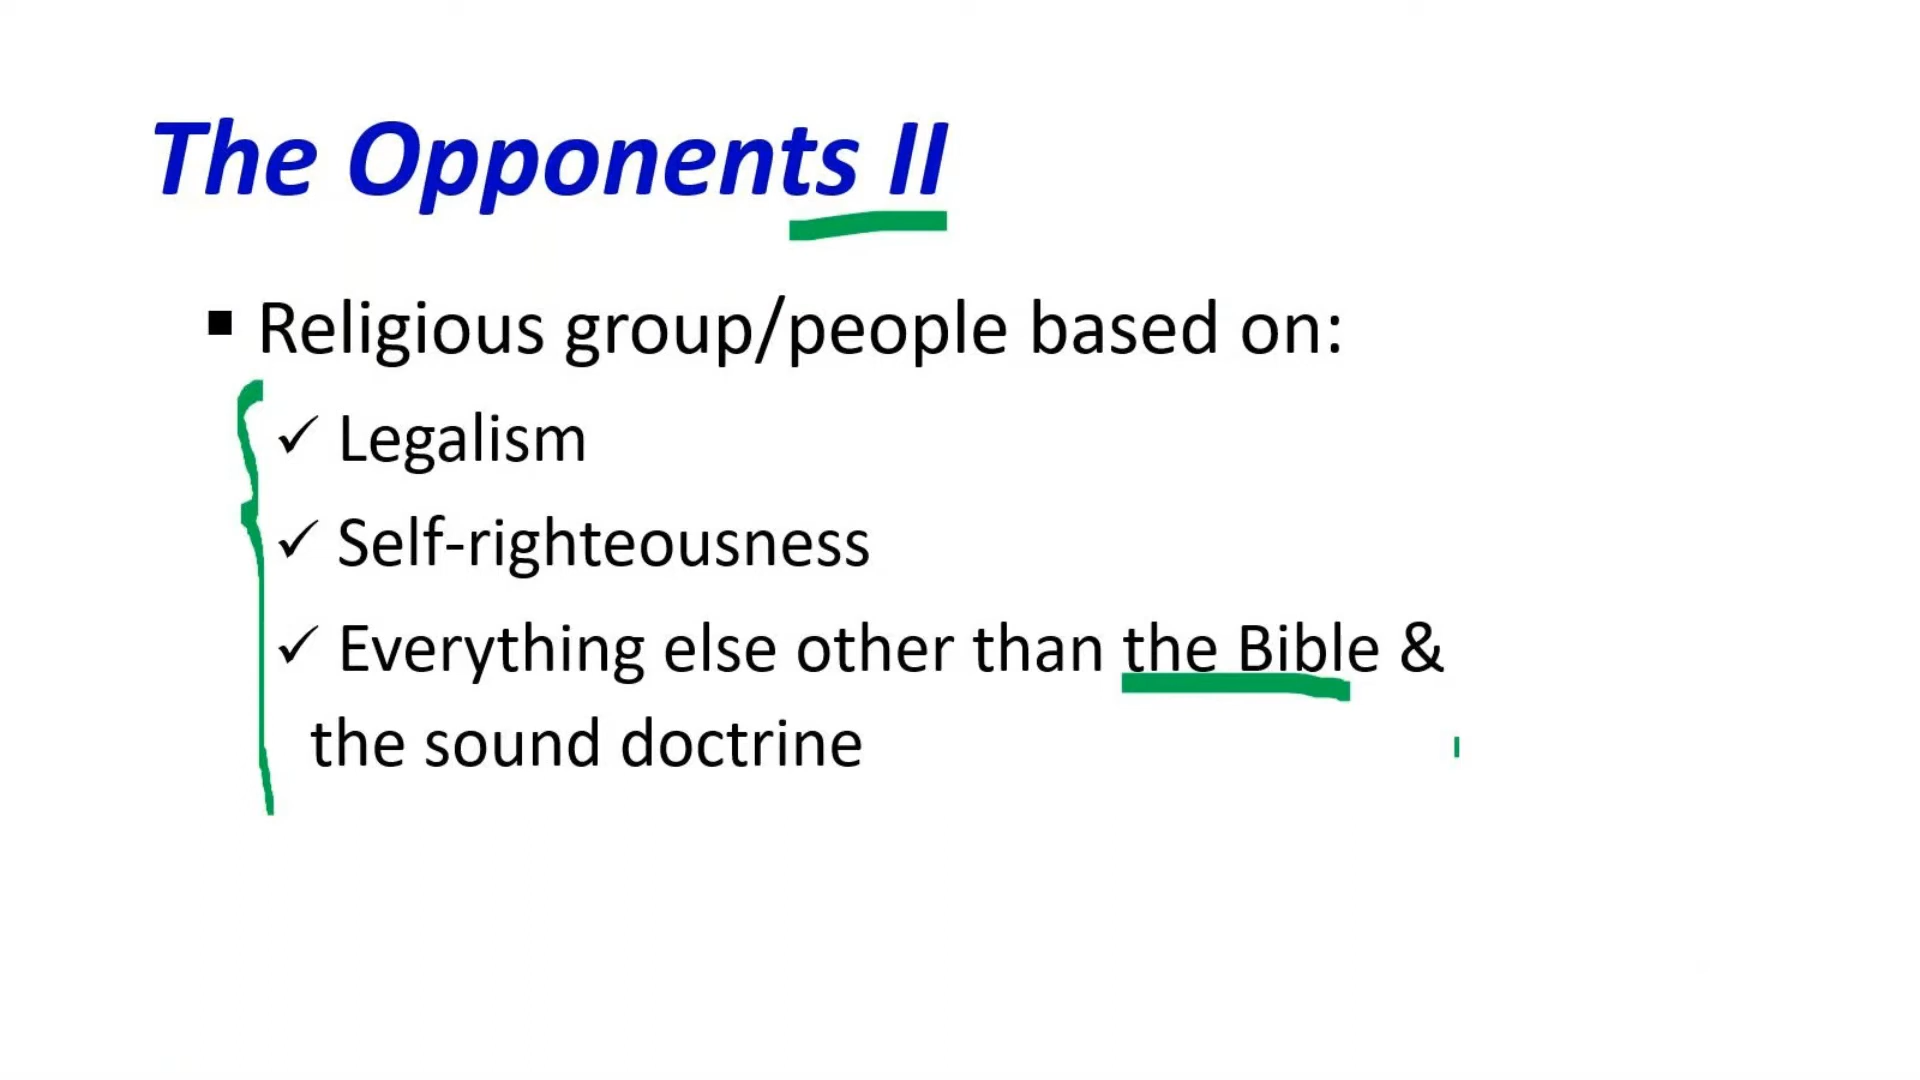 The Opponents II
▪ Religious group/people based on:
✓ Legalism
✓ Self-righteousness
✓ Everything else other than the Bible &
the sound doctrine